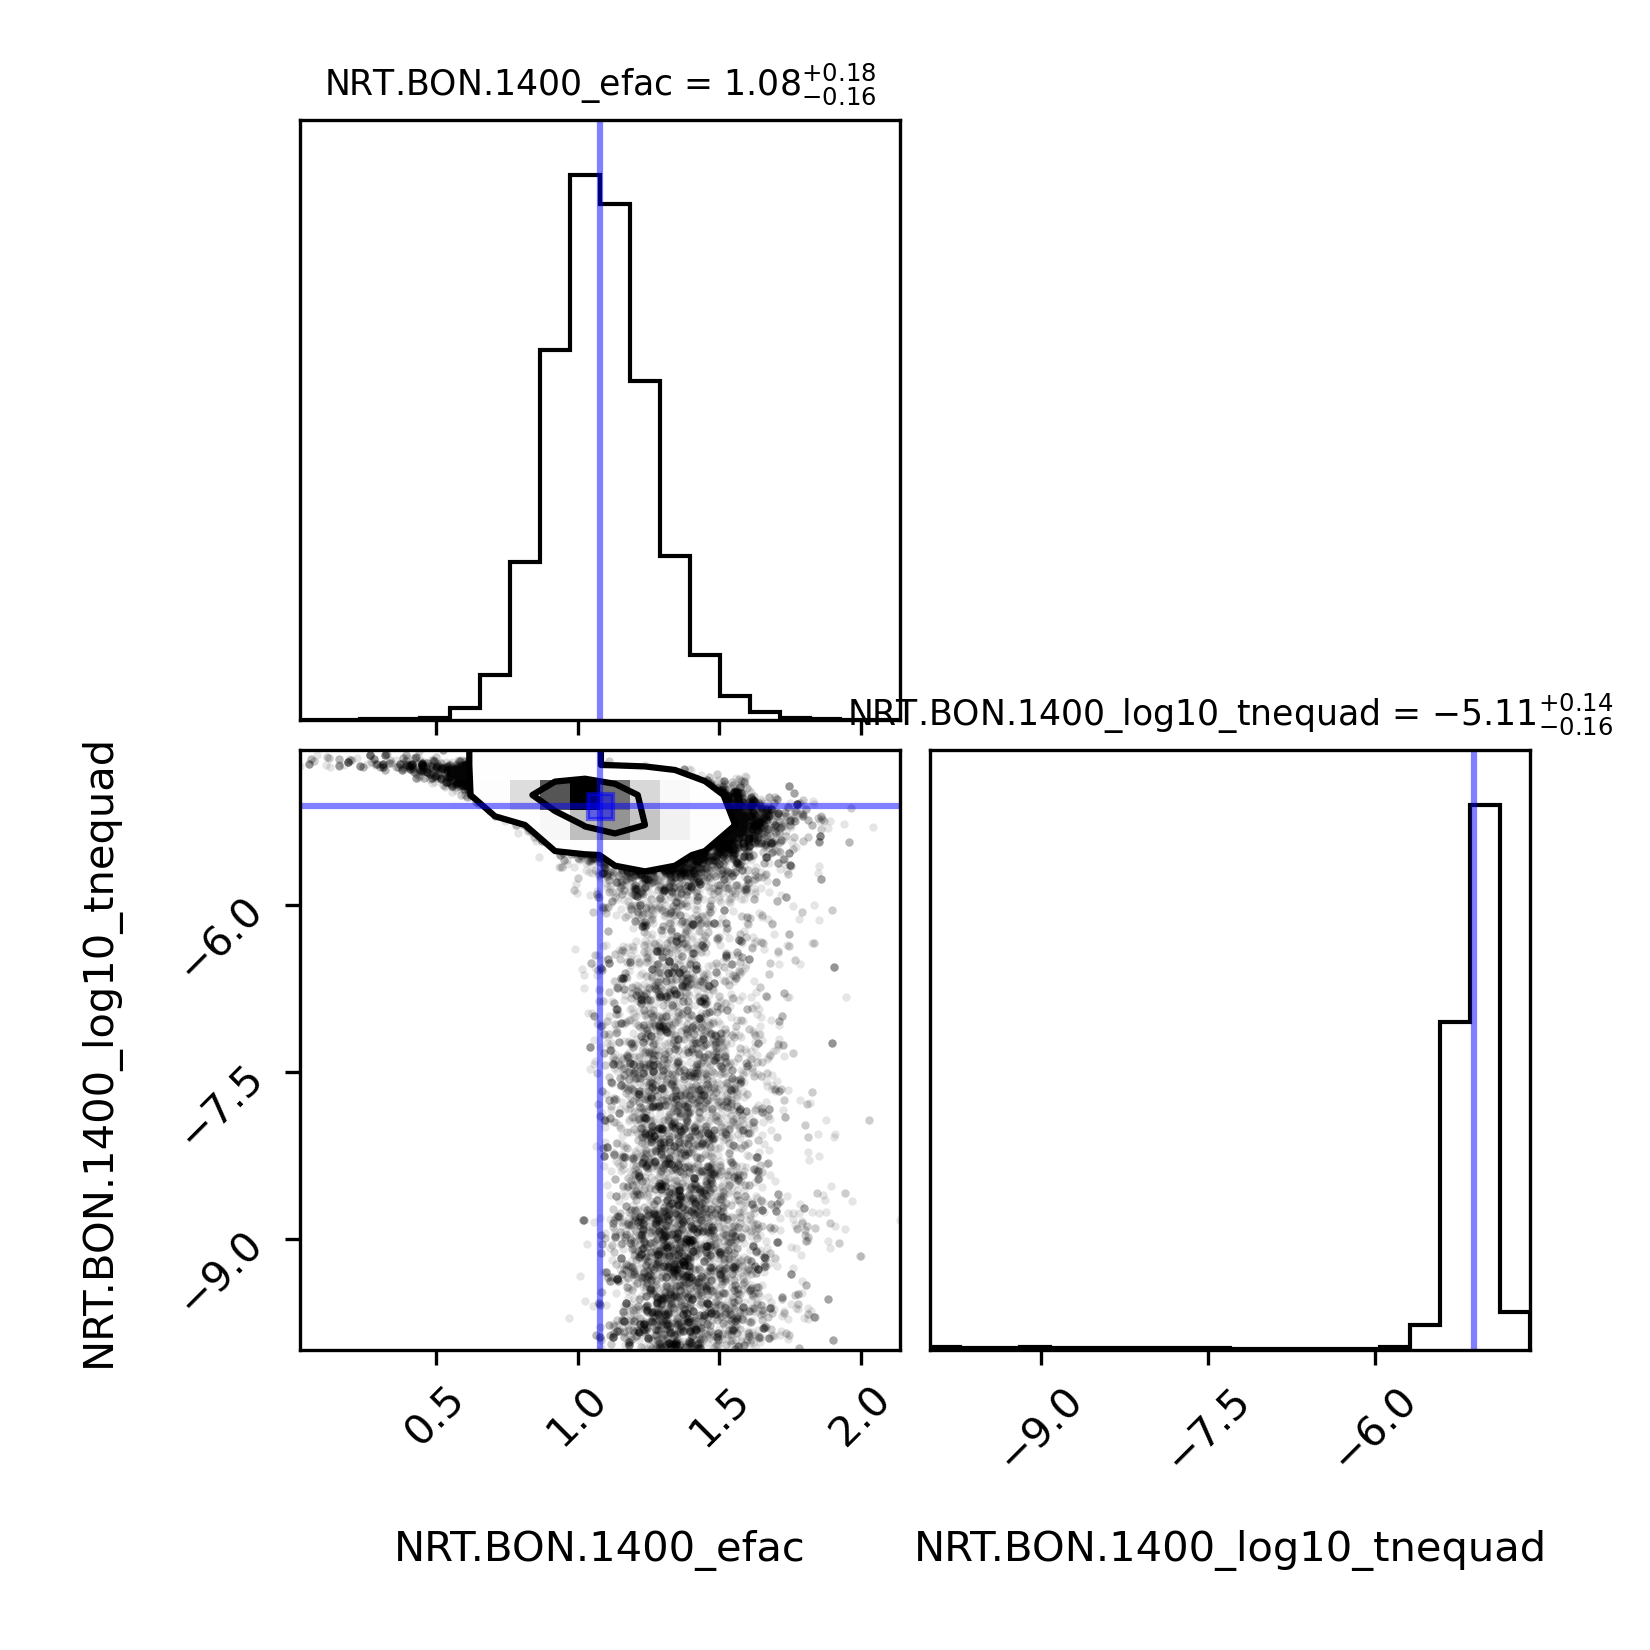 NRT.BON.1400_efac = 1.08+0.18−0.16
NRT.BON.1400_log10_tnequad = −5.11+0.14−0.16
NRT.BON.1400_log10_tnequad
−6.0
−7.5
−9.0
0.5 1.0 1.5 2.0
−9.0 −7.5 −6.0
NRT.BON.1400_efac
NRT.BON.1400_log10_tnequad